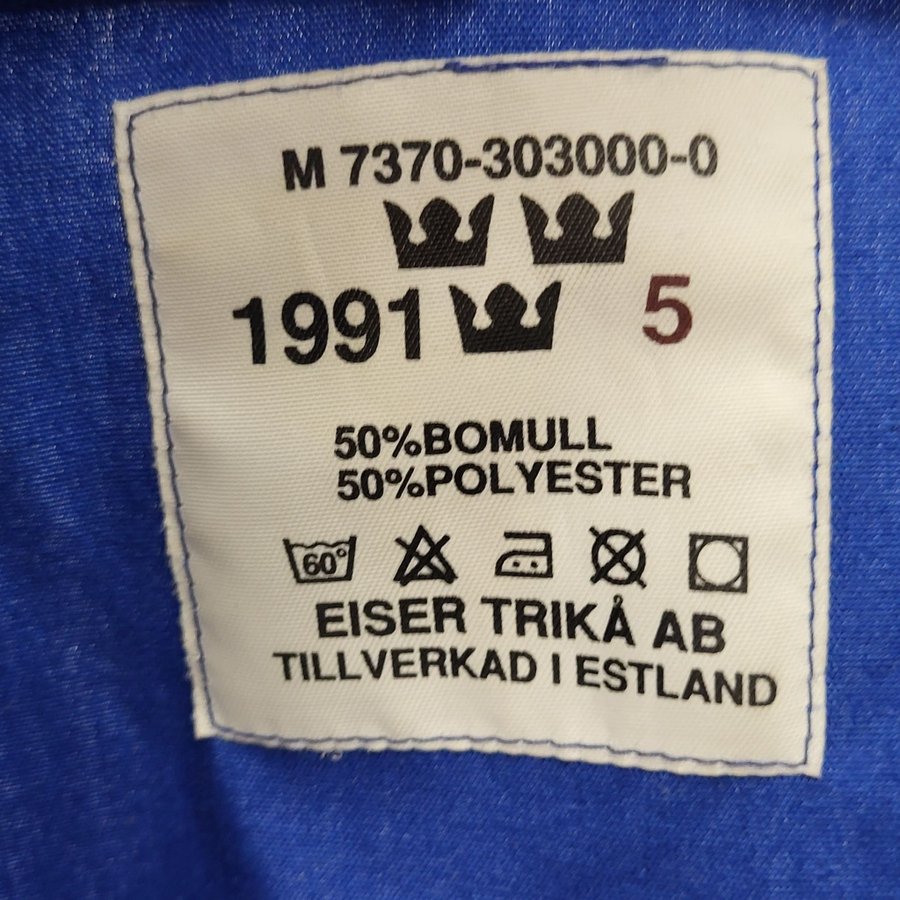 M 7370-303000-0
1991 5
50%BOMULL
50%POLYESTER
60°
EISER TRIKÅ AB
TILLVERKAD I ESTLAND